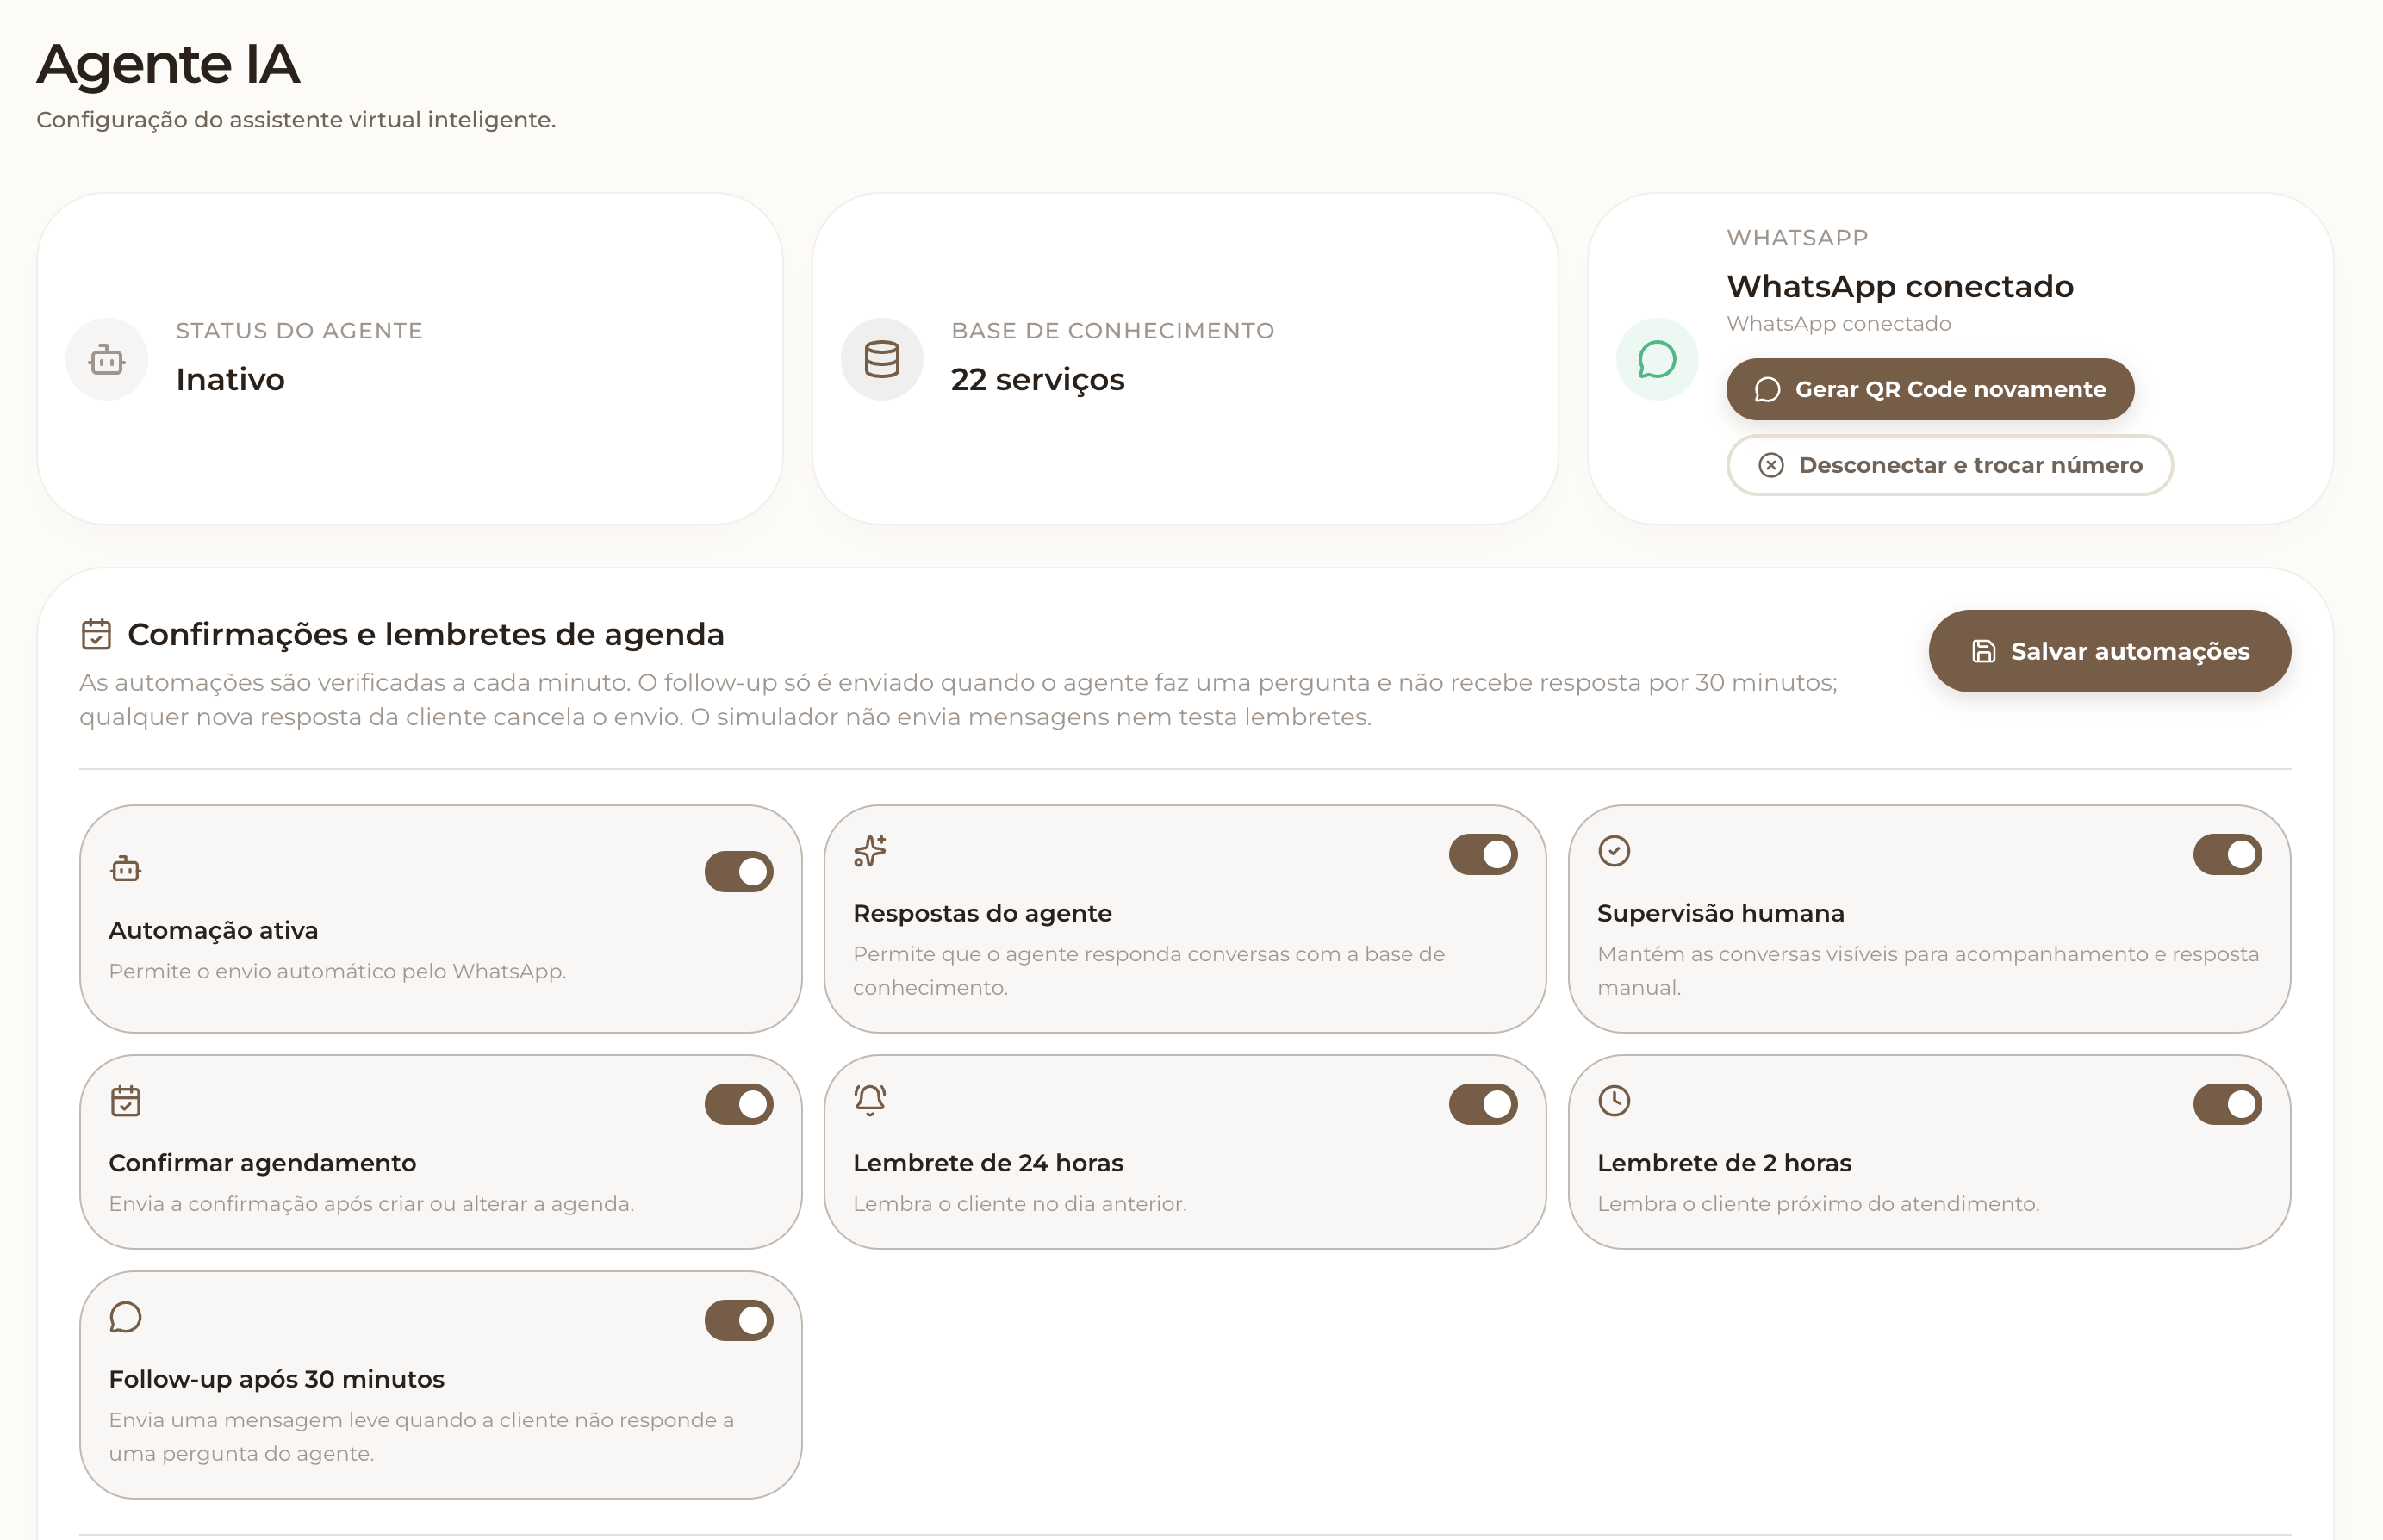 Agente IA
Configuração do assistente virtual inteligente.
STATUS DO AGENTE
Inativo
BASE DE CONHECIMENTO
22 serviços
WHATSAPP
WhatsApp conectado
WhatsApp conectado
Gerar QR Code novamente
Desconectar e trocar número
Confirmações e lembretes de agenda
As automações são verificadas a cada minuto. O follow-up só é enviado quando o agente faz uma pergunta e não recebe resposta por 30 minutos;
qualquer nova resposta da cliente cancela o envio. O simulador não envia mensagens nem testa lembretes.
Salvar automações
Automação ativa
Permite o envio automático pelo WhatsApp.
Respostas do agente
Permite que o agente responda conversas com a base de
conhecimento.
Supervisão humana
Mantém as conversas visíveis para acompanhamento e resposta
manual.
Confirmar agendamento
Envia a confirmação após criar ou alterar a agenda.
Lembrete de 24 horas
Lembra o cliente no dia anterior.
Lembrete de 2 horas
Lembra o cliente próximo do atendimento.
Follow-up após 30 minutos
Envia uma mensagem leve quando a cliente não responde a
uma pergunta do agente.